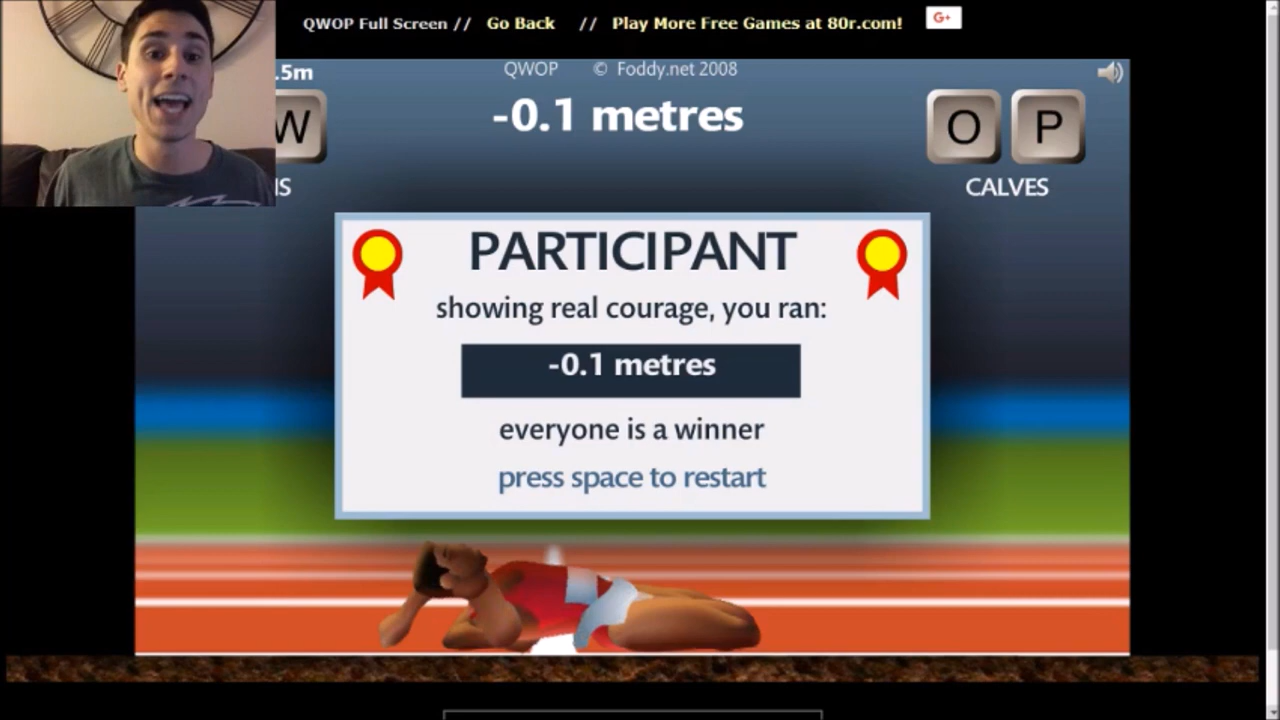 QWOP Full Screen // Go Back // Play More Free Games at 80r.com! G+
.5m QWOP © Foddy.net 2008
-0.1 metres
W O P
CALVES
PARTICIPANT
showing real courage, you ran:
-0.1 metres
everyone is a winner
press space to restart